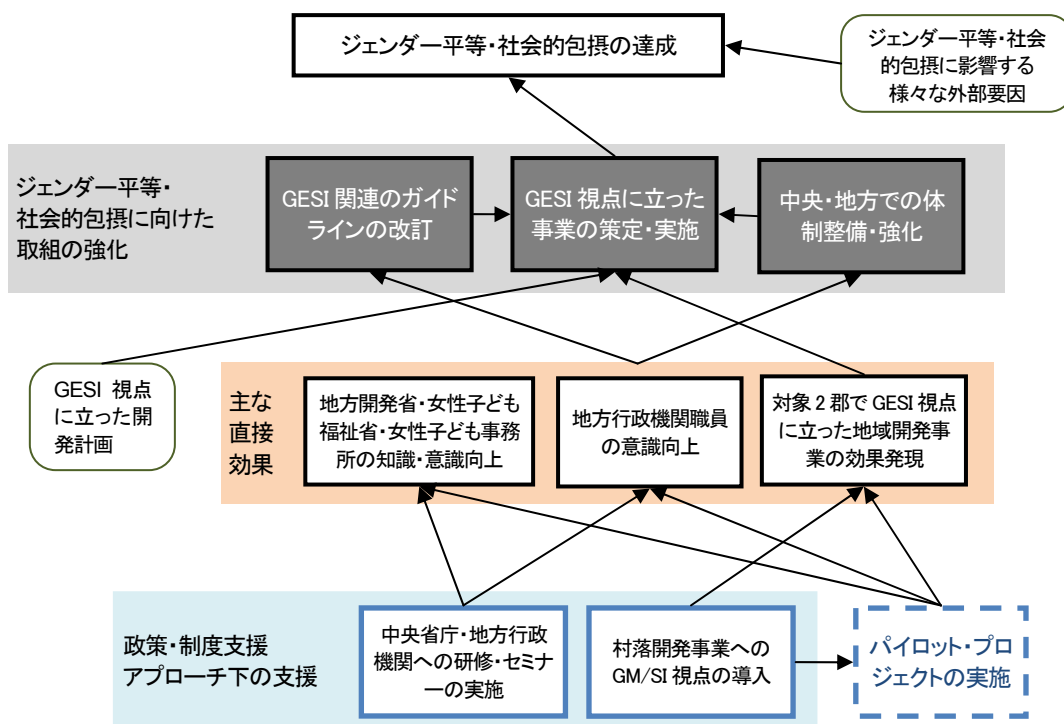 ジェンダー平等・社会的包摂の達成
ジェンダー平等・社会
的包摂に影響する
様々な外部要因
ジェンダー平等・
社会的包摂に向けた
取組の強化
GESI 関連のガイド
ラインの改訂
GESI 視点に立った
事業の策定・実施
中央・地方での体
制整備・強化
GESI 視点
に立った開
発計画
主な
直接
効果
地方開発省・女性子ども
福祉省・女性子ども事務
所の知識・意識向上
地方行政機関職員
の意識向上
対象 2 郡で GESI 視点
に立った地域開発事
業の効果発現
政策・制度支援
アプローチ下の支援
中央省庁・地方行政
機関への研修・セミナ
ーの実施
村落開発事業への
GM/SI 視点の導入
パイロット・プロ
ジェクトの実施